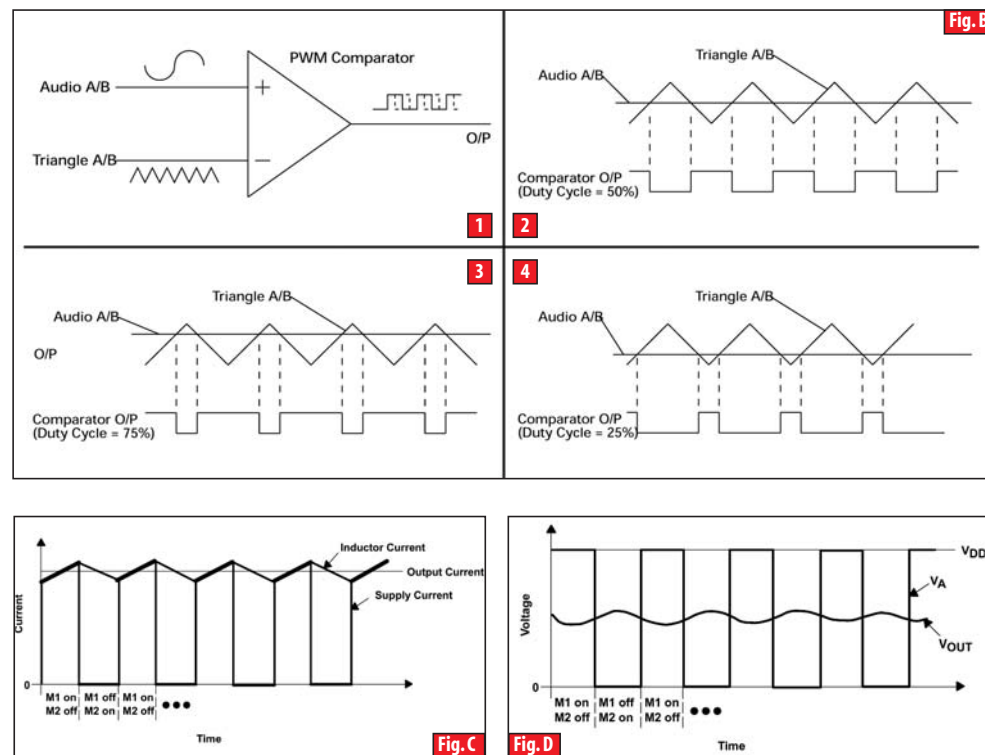 Fig. B
PWM Comparator
Audio A/B
+
O/P
Triangle A/B
−
1
Triangle A/B
Audio A/B
Comparator O/P
(Duty Cycle = 50%)
2
3
Triangle A/B
Audio A/B
O/P
Comparator O/P
(Duty Cycle = 75%)
4
Triangle A/B
Audio A/B
Comparator O/P
(Duty Cycle = 25%)
Inductor Current
Output Current
Supply Current
Current
0
M1 on M1 off M1 on
M2 off M2 on M2 off
Time
Fig. C
VDD
VA
VOUT
Voltage
0
M1 on M1 off M1 on
M2 off M2 on M2 off
Time
Fig. D